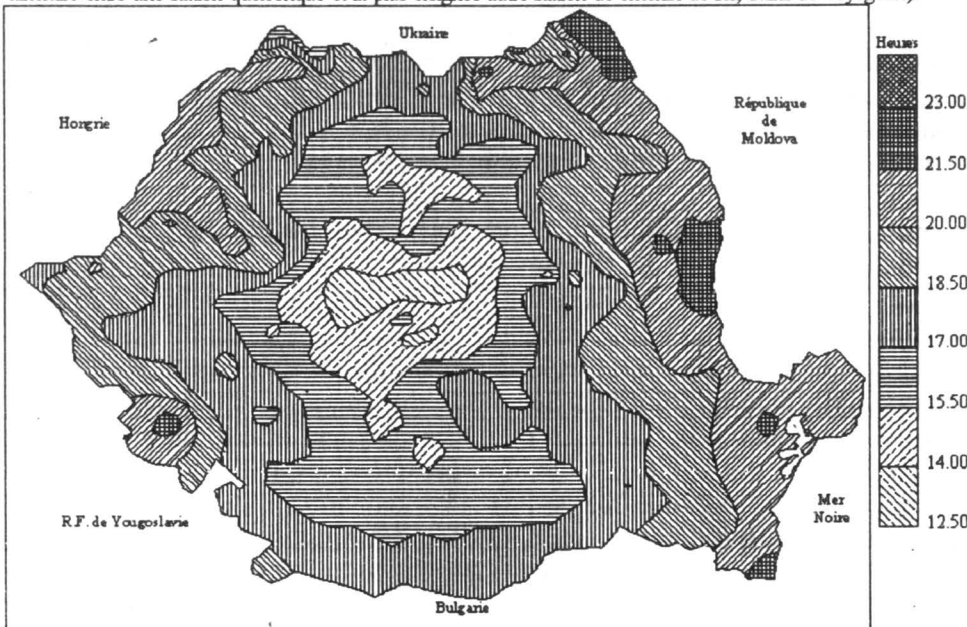 Ukraine
Heures
Hongrie
République
de
Moldova
23.00
21.50
20.00
18.50
17.00
15.50
14.00
12.50
R.F. de Yougoslavie
Mer
Noire
Bulgarie